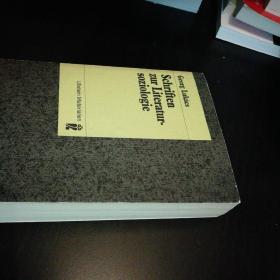 Georg Lukács
Schriften
zur Literatur-
soziologie
Ullstein Materialien